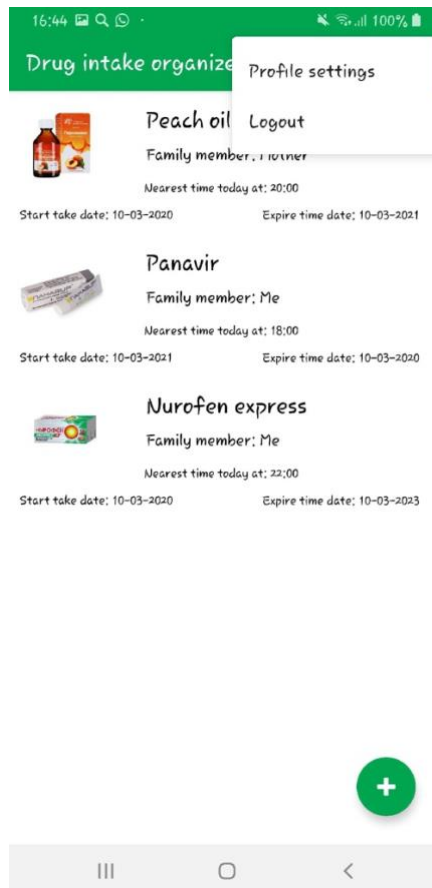 16:44
100%
Drug intake organize
Profile settings
Logout
Peach oil
Family member: Mother
Nearest time today at: 20:00
Start take date: 10-03-2020 Expire time date: 10-03-2021
Panavir
Family member: Me
Nearest time today at: 18:00
Start take date: 10-03-2021 Expire time date: 10-03-2020
Nurofen express
Family member: Me
Nearest time today at: 22:00
Start take date: 10-03-2020 Expire time date: 10-03-2023